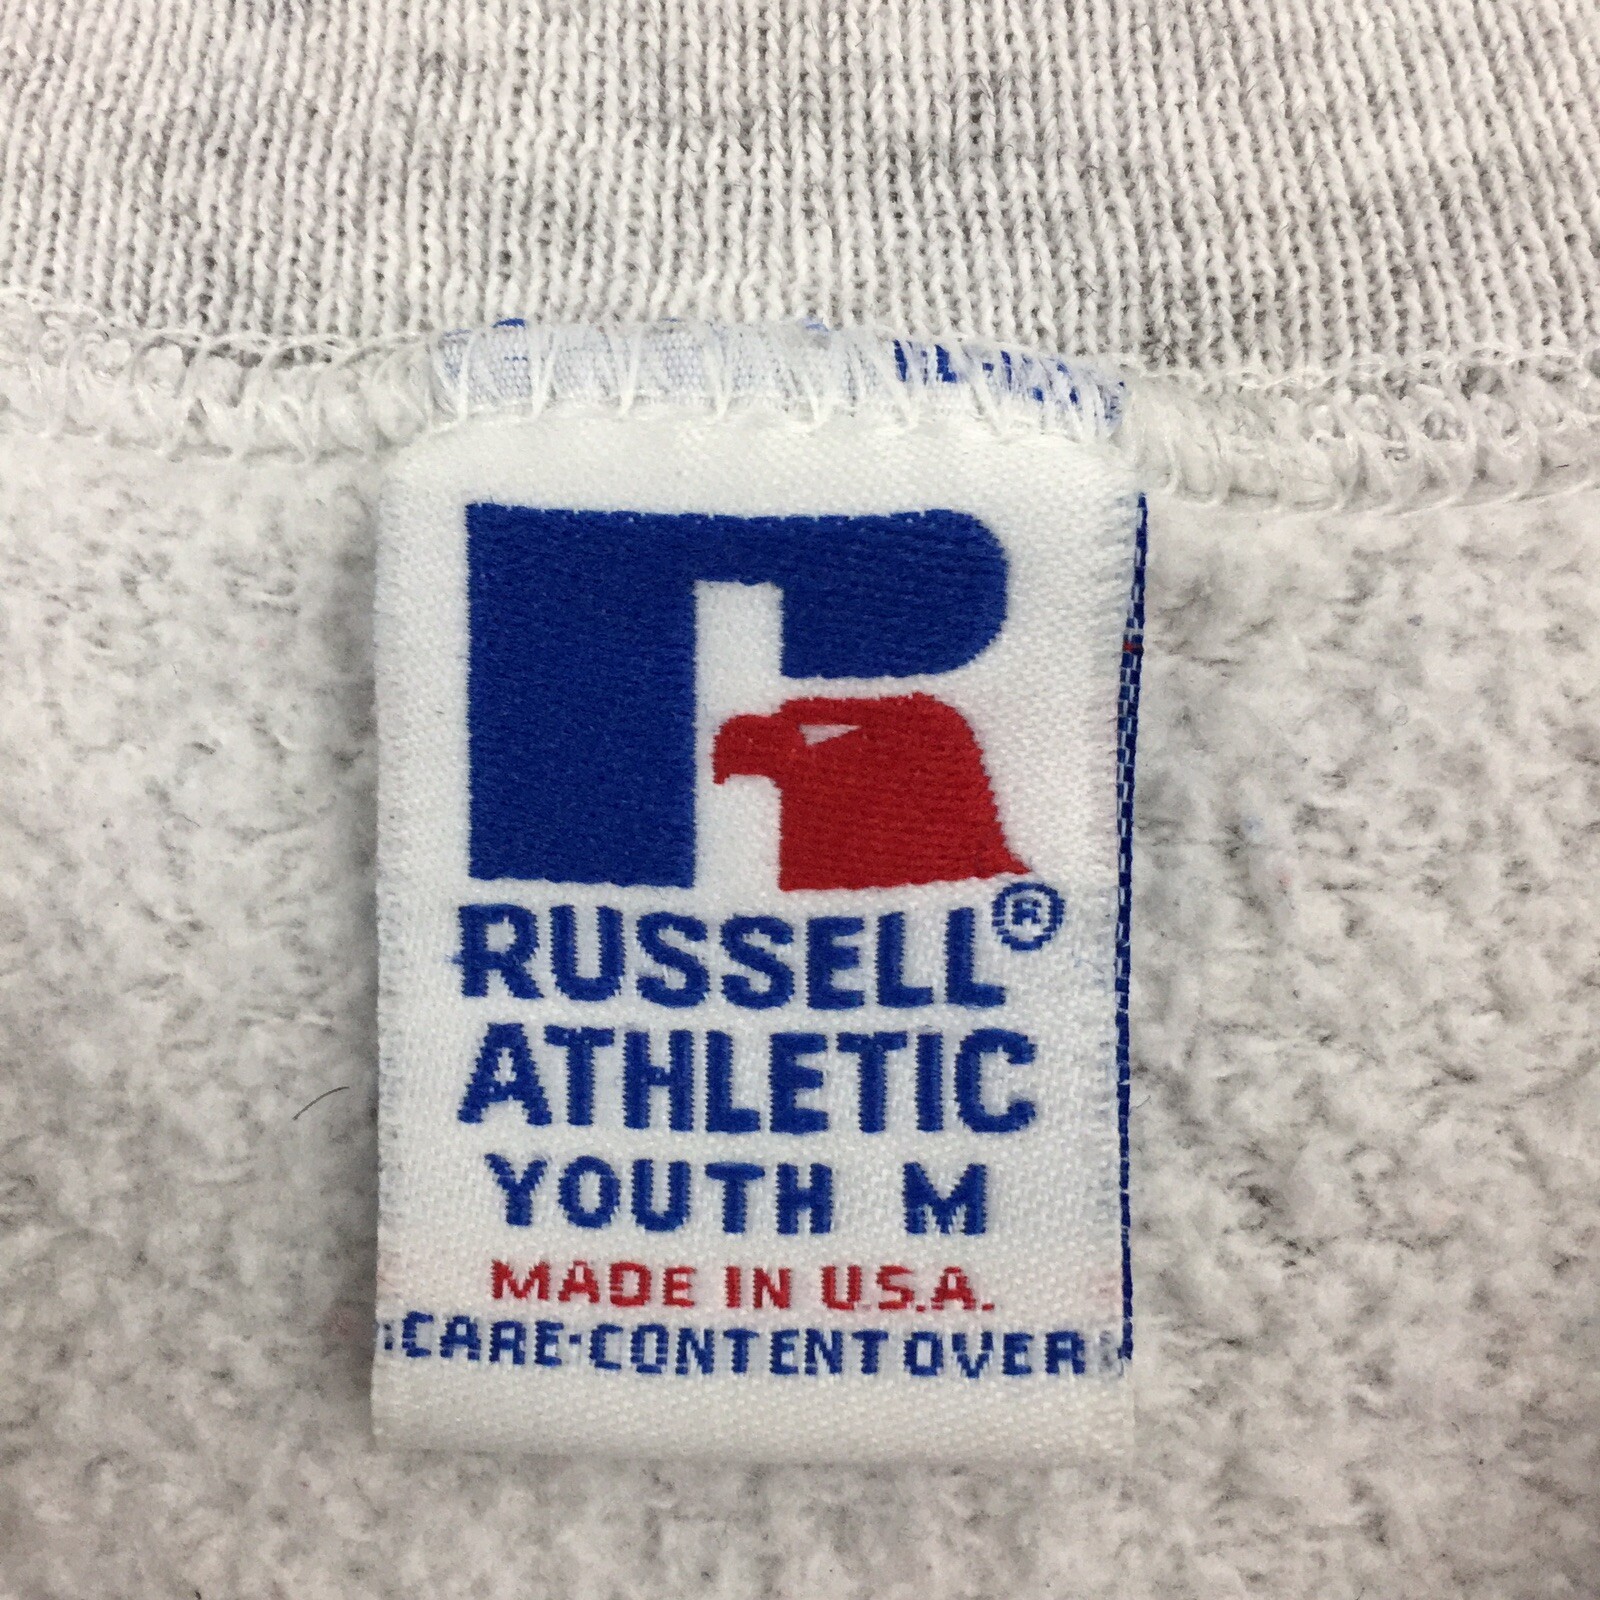 RUSSELL®
ATHLETIC
YOUTH M
MADE IN U.S.A.
CARE·CONTENT OVER